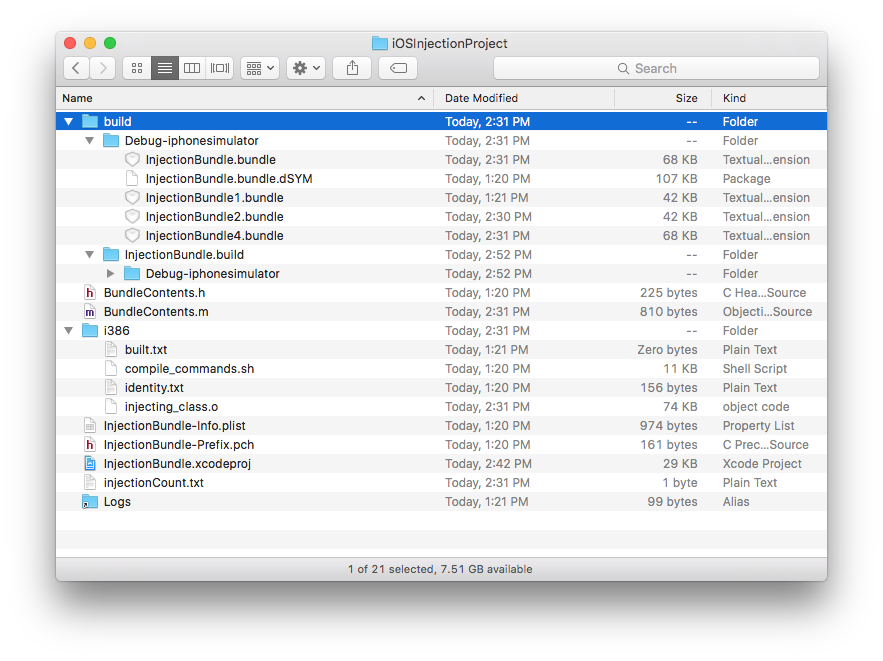 iOSInjectionProject
Search
Name Date Modified Size Kind
build Today, 2:31 PM -- Folder
Debug-iphonesimulator Today, 2:31 PM -- Folder
InjectionBundle.bundle Today, 2:31 PM 68 KB Textual...ension
InjectionBundle.bundle.dSYM Today, 1:20 PM 107 KB Package
InjectionBundle1.bundle Today, 1:21 PM 42 KB Textual...ension
InjectionBundle2.bundle Today, 2:30 PM 42 KB Textual...ension
InjectionBundle4.bundle Today, 2:31 PM 68 KB Textual...ension
InjectionBundle.build Today, 2:52 PM -- Folder
Debug-iphonesimulator Today, 2:52 PM -- Folder
h BundleContents.h Today, 1:20 PM 225 bytes C Hea...Source
m BundleContents.m Today, 2:31 PM 810 bytes Objecti...Source
i386 Today, 2:31 PM -- Folder
built.txt Today, 1:21 PM Zero bytes Plain Text
compile_commands.sh Today, 1:20 PM 11 KB Shell Script
identity.txt Today, 1:20 PM 156 bytes Plain Text
injecting_class.o Today, 2:31 PM 74 KB object code
InjectionBundle-Info.plist Today, 1:20 PM 974 bytes Property List
h InjectionBundle-Prefix.pch Today, 1:20 PM 161 bytes C Prec...Source
InjectionBundle.xcodeproj Today, 2:42 PM 29 KB Xcode Project
injectionCount.txt Today, 2:31 PM 1 byte Plain Text
Logs Today, 1:21 PM 99 bytes Alias
1 of 21 selected, 7.51 GB available